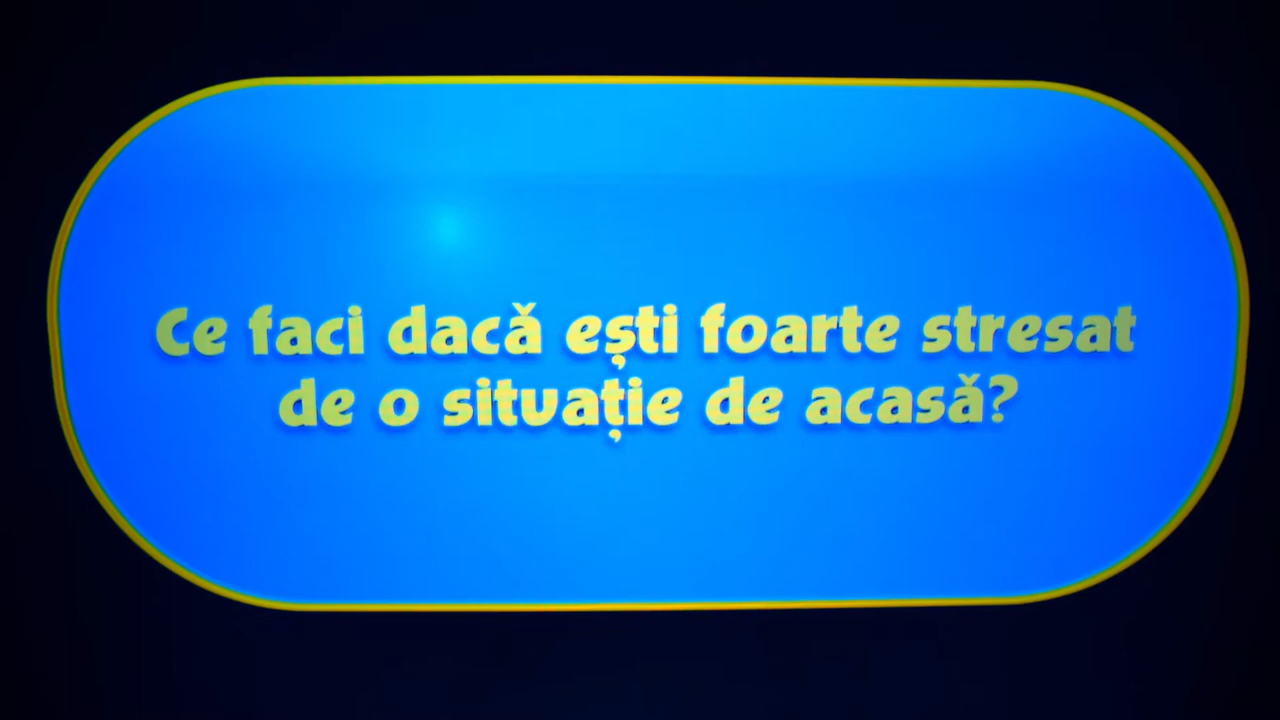 Ce faci dacă ești foarte stresat
de o situație de acasă?